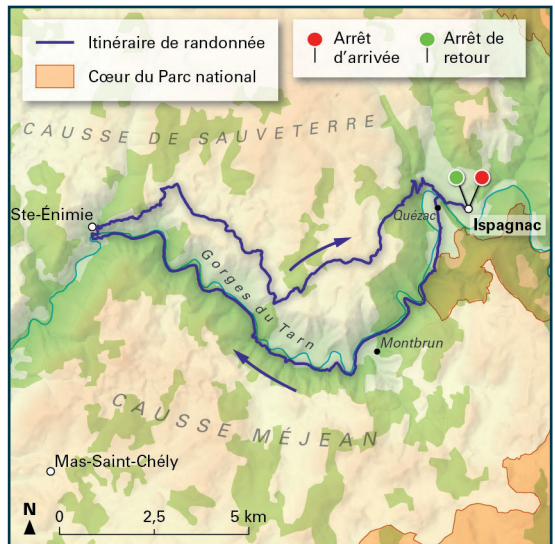 Itinéraire de randonnée
Cœur du Parc national
Arrêt
d'arrivée
Arrêt de
retour
CAUSSE DE SAUVETERRE
Ste-Énimie
Quézac
Ispagnac
Gorges du Tarn
Montbrun
CAUSSE MÉJEAN
Mas-Saint-Chély
N
0 2,5 5 km